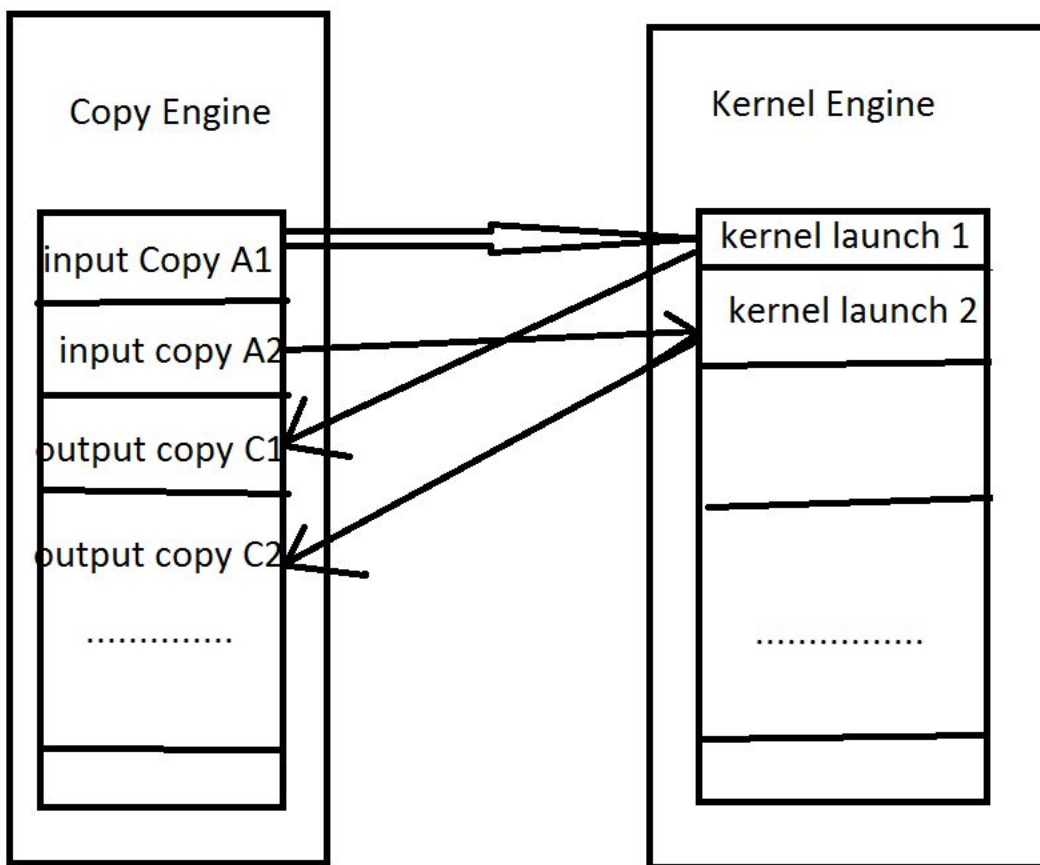 Copy Engine
input Copy A1
input copy A2
output copy C1
output copy C2
..............
Kernel Engine
kernel launch 1
kernel launch 2
................